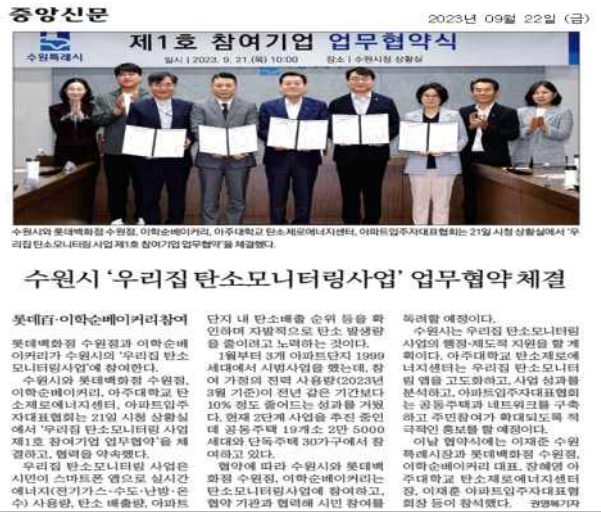 중앙신문
2023년 09월 22일 (금)
수원특례시
제1호 참여기업 업무협약식
일시 | 2023. 9. 21.(목) 10:00 장소 | 수원시청 상황실
수원시와 롯데백화점 수원점, 이학순베이커리, 아주대학교 탄소제로에너지센터, 아파트입주자대표협회는 21일 시청 상황실에서 ‘우
리집 탄소모니터링 사업 제1호 참여기업 업무협약’을 체결했다.
수원시 ‘우리집 탄소모니터링사업’ 업무협약 체결
롯데百·이학순베이커리 참여
롯데백화점 수원점과 이학순베
이커리가 수원시의 ‘우리집 탄소
모니터링사업’에 참여한다.
수원시와 롯데백화점 수원점,
이학순베이커리, 아주대학교 탄
소제로에너지센터, 아파트입주
자대표협회는 21일 시청 상황실
에서 ‘우리집 탄소모니터링 사업
제1호 참여기업 업무협약’을 체
결하고, 협력을 약속했다.
우리집 탄소모니터링 사업은
시민이 스마트폰 앱으로 실시간
에너지(전기가스·수도·난방·온
수) 사용량, 탄소 배출량, 아파트
단지 내 탄소배출 순위 등을 확
인하며 자발적으로 탄소 발생량
을 줄이려고 노력하는 것이다.
1월부터 3개 아파트단지 1999
세대에서 시범사업을 했는데, 참
여 가정의 전력 사용량(2023년
3월 기준)이 전년 같은 기간보다
10% 정도 줄어드는 성과를 거뒀
다. 현재 2단계 사업을 추진 중인
데 공동주택 19개소 2만 5000
세대와 단독주택 30가구에서 참
여하고 있다.
협약에 따라 수원시와 롯데백
화점 수원점, 이학순베이커리는
탄소모니터링사업에 참여하고,
협약 기관과 협력해 시민 참여를
독려할 예정이다.
수원시는 우리집 탄소모니터링
사업의 행정·제도적 지원을 할 계
획이다. 아주대학교 탄소제로에
너지센터는 우리집 탄소모니터
링 앱을 고도화하고, 사업 성과를
분석하고, 아파트입주자대표협회
는 공동주택과 네트워크를 구축
하고 주민참여가 확대되도록 적
극적인 홍보를 할 예정이다.
이날 협약식에는 이재준 수원
특례시장과 롯데백화점 수원점,
이학순베이커리 대표, 장혜영 아
주대학교 탄소제로에너지센터
장, 이재훈 아파트입주자대표협
회장 등이 참석했다. 권영복기자